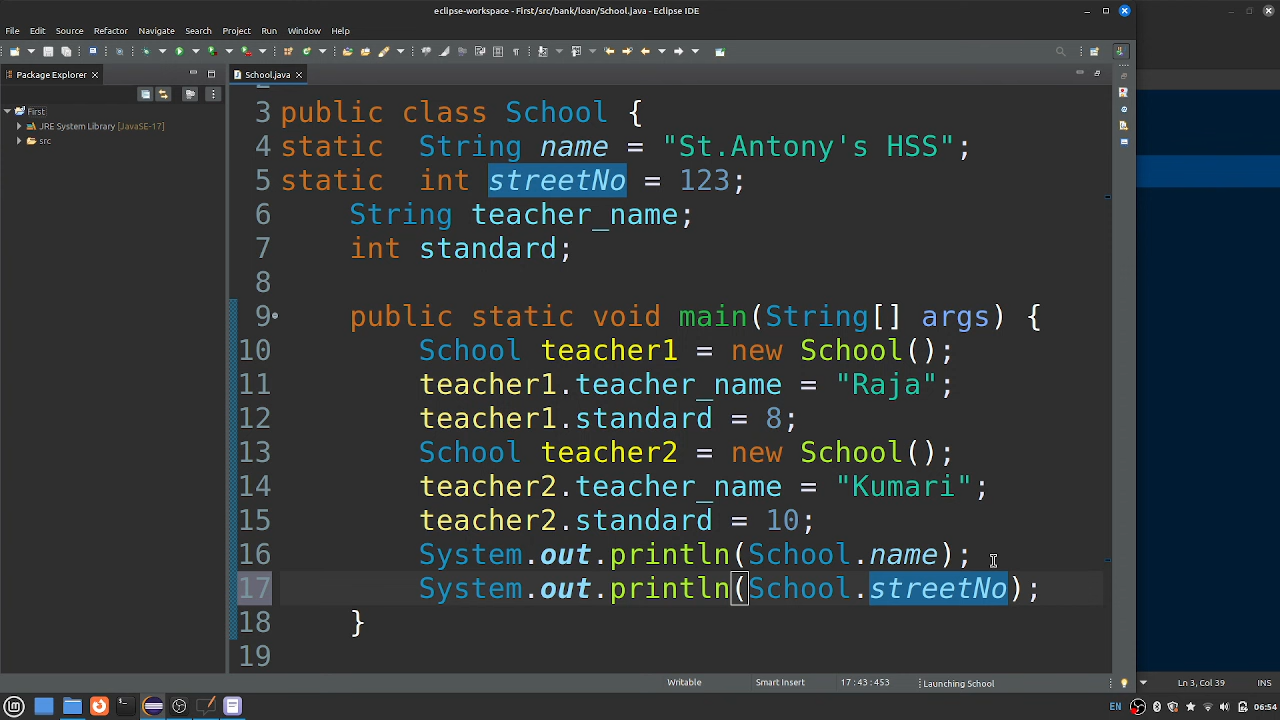 eclipse-workspace - First/src/bank/loan/School.java - Eclipse IDE
File Edit Source Refactor Navigate Search Project Run Window Help
Package Explorer
School.java
First
JRE System Library [JavaSE-17]
src
3 public class School {
4 static String name = "St.Antony's HSS";
5 static int streetNo = 123;
6 String teacher_name;
7 int standard;
8
9 public static void main(String[] args) {
10 School teacher1 = new School();
11 teacher1.teacher_name = "Raja";
12 teacher1.standard = 8;
13 School teacher2 = new School();
14 teacher2.teacher_name = "Kumari";
15 teacher2.standard = 10;
16 System.out.println(School.name);
17 System.out.println(School.streetNo);
18 }
19
Writable Smart Insert 17 : 43 : 453 Launching School
Ln 3, Col 39 INS
EN 06:54